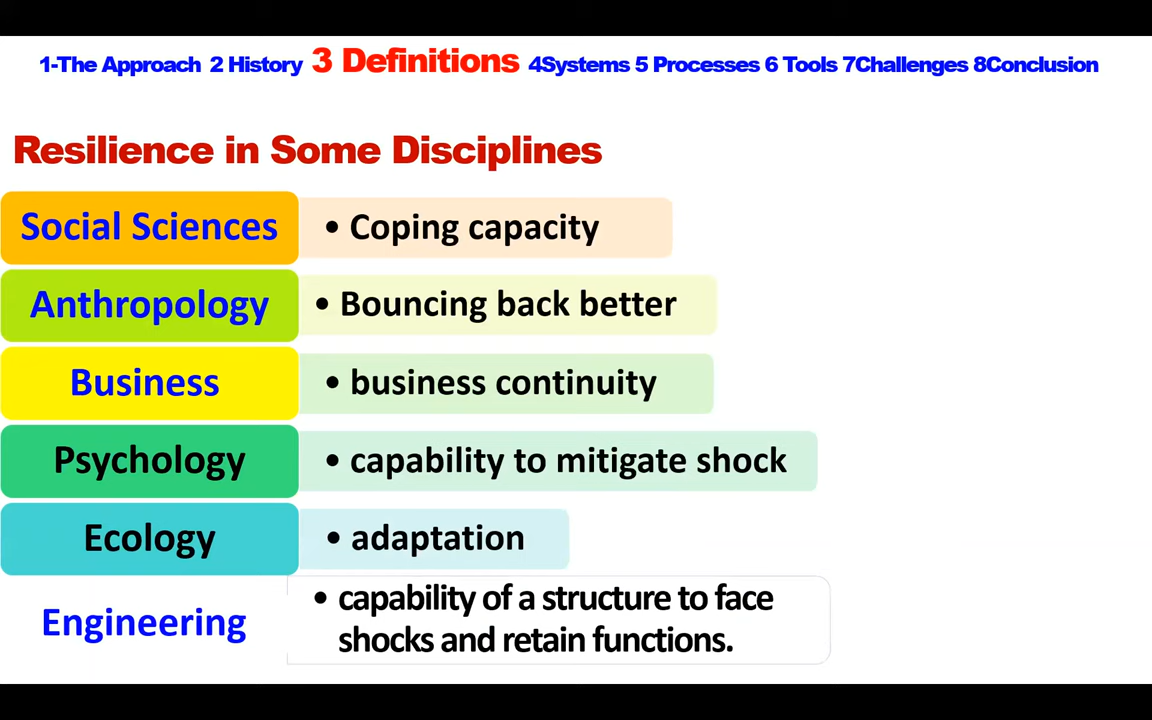 1-The Approach 2 History 3 Definitions 4Systems 5 Processes 6 Tools 7Challenges 8Conclusion
Resilience in Some Disciplines
Social Sciences • Coping capacity
Anthropology • Bouncing back better
Business • business continuity
Psychology • capability to mitigate shock
Ecology • adaptation
Engineering • capability of a structure to face
shocks and retain functions.